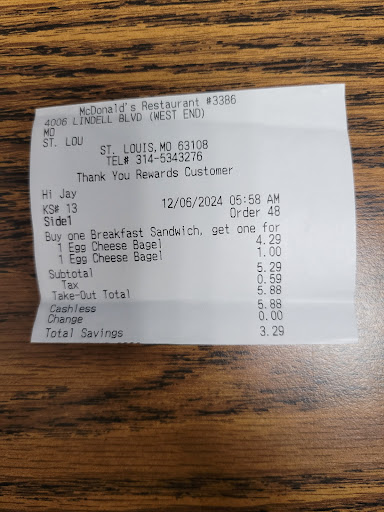 McDonald's Restaurant #3386
4006 LINDELL BLVD (WEST END)
MO
ST. LOU
ST. LOUIS,MO 63108
TEL# 314-5343276
Thank You Rewards Customer
Hi Jay
KS# 13 12/06/2024 05:58 AM
Side1 Order 48
Buy one Breakfast Sandwich, get one for
1 Egg Cheese Bagel 4.29
1 Egg Cheese Bagel 1.00
Subtotal 5.29
Tax 0.59
Take-Out Total 5.88
Cashless 5.88
Change 0.00
Total Savings 3.29